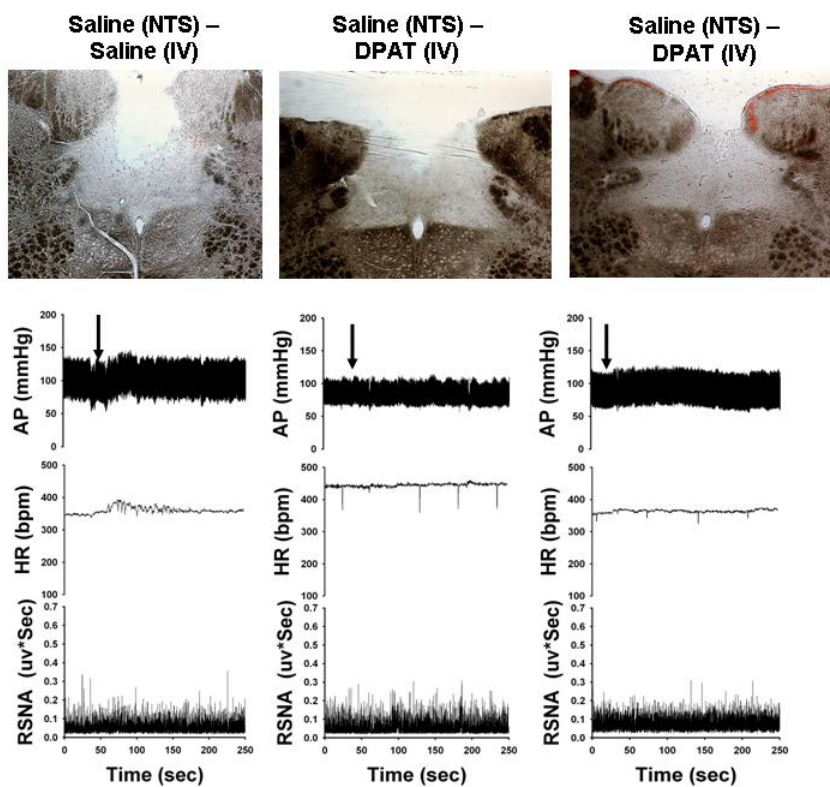 Saline (NTS) –
Saline (IV)
Saline (NTS) –
DPAT (IV)
Saline (NTS) –
DPAT (IV)
AP (mmHg)
200
150
100
50
0
AP (mmHg)
200
150
100
50
0
AP (mmHg)
200
150
100
50
0
HR (bpm)
500
400
300
200
100
HR (bpm)
500
400
300
200
100
HR (bpm)
500
400
300
200
100
RSNA
(uv*Sec)
0.7
0.6
0.5
0.4
0.3
0.2
0.1
0.0
0 50 100 150 200 250
Time (sec)
RSNA
(uv*Sec)
0.7
0.6
0.5
0.4
0.3
0.2
0.1
0.0
0 50 100 150 200 250
Time (sec)
RSNA
(uv*Sec)
0.7
0.6
0.5
0.4
0.3
0.2
0.1
0.0
0 50 100 150 200 250
Time (sec)